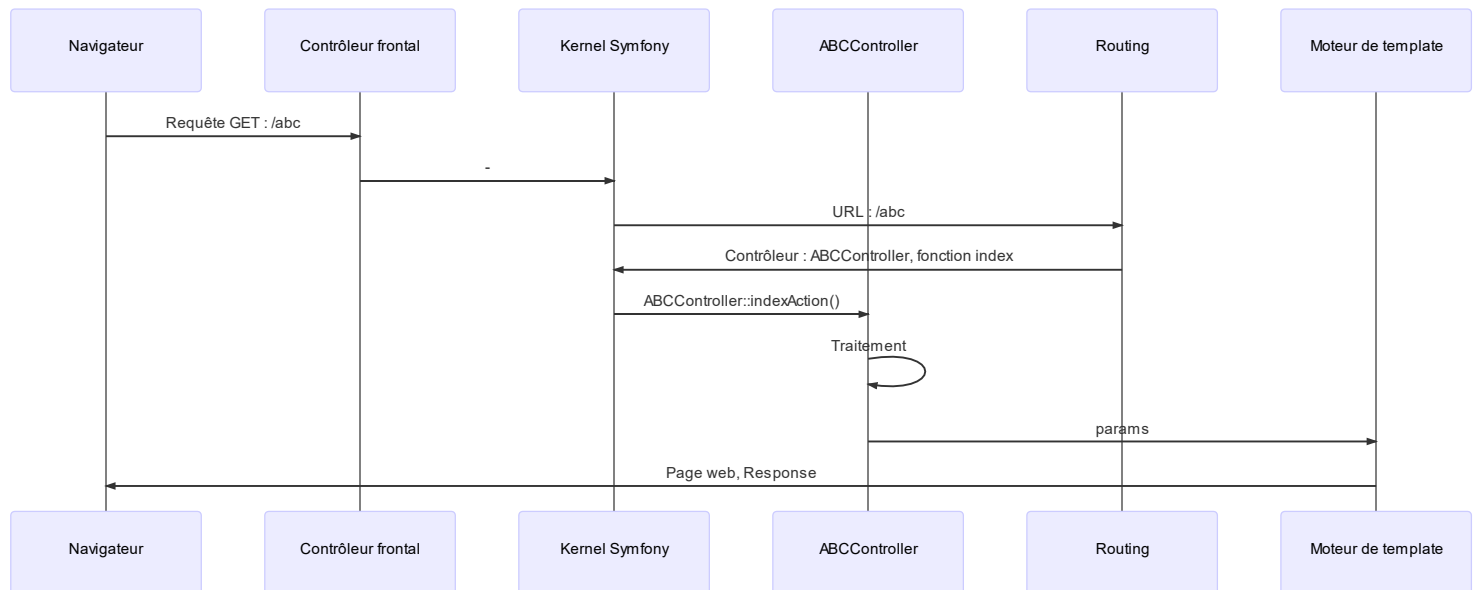 Navigateur
Contrôleur frontal
Kernel Symfony
ABCController
Routing
Moteur de template
Requête GET : /abc
-
URL : /abc
Contrôleur : ABCController, fonction index
ABCController::indexAction()
Traitement
params
Page web, Response
Navigateur
Contrôleur frontal
Kernel Symfony
ABCController
Routing
Moteur de template